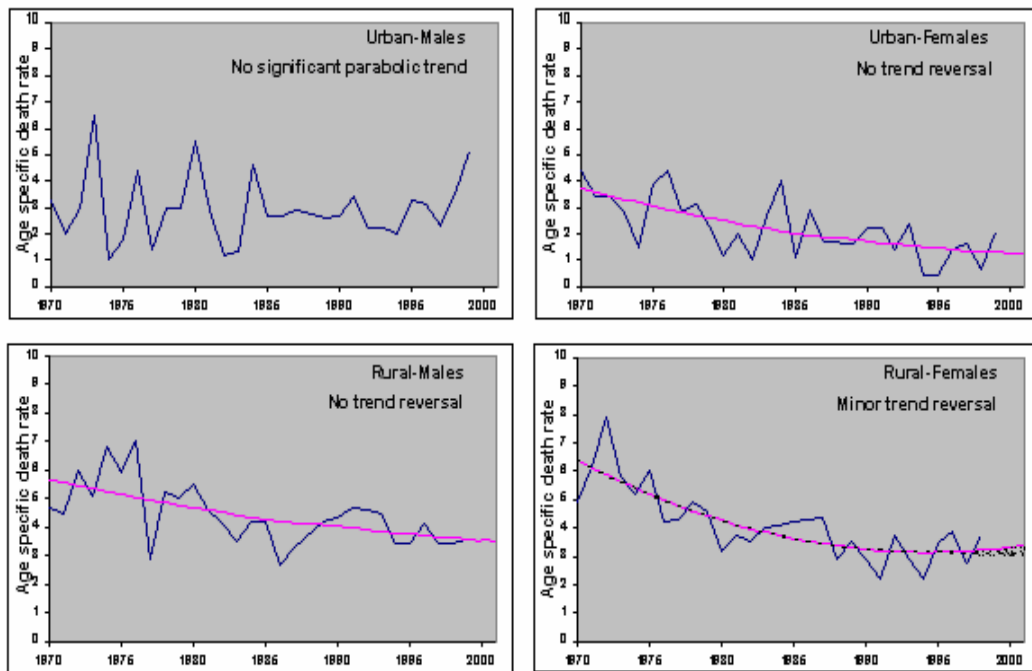 10
9
8
7
6
5
4
3
2
1
0
Age specific death rate
Urban-Males
No significant parabolic trend
1970 1975 1980 1985 1990 1995 2000
10
9
8
7
6
5
4
3
2
1
0
Age specific death rate
Urban-Females
No trend reversal
1970 1975 1980 1985 1990 1995 2000
10
9
8
7
6
5
4
3
2
1
0
Age specific death rate
Rural-Males
No trend reversal
1970 1975 1980 1985 1990 1995 2000
10
9
8
7
6
5
4
3
2
1
0
Age specific death rate
Rural-Females
Minor trend reversal
1970 1975 1980 1985 1990 1995 2000